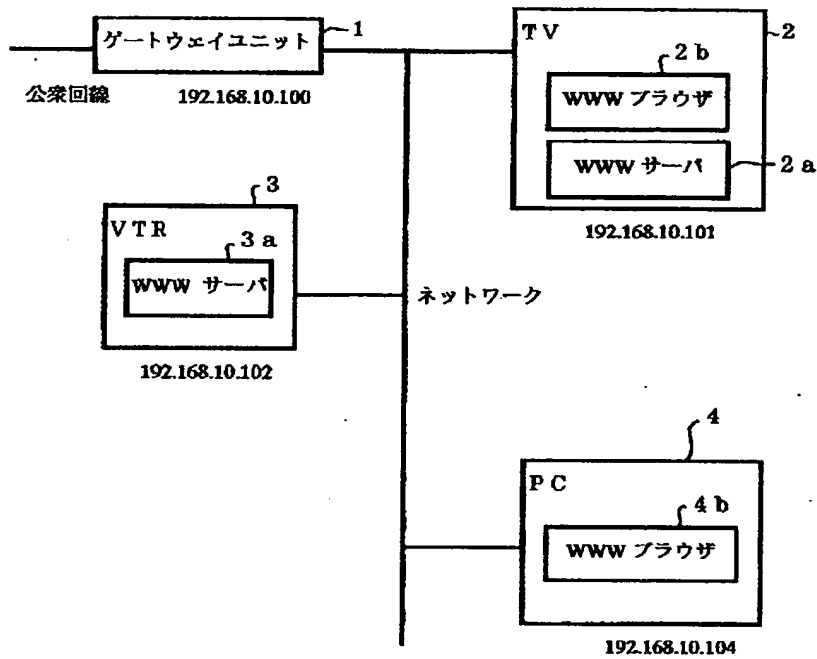 ゲートウェイユニット
1
公衆回線
192.168.10.100
TV
2
2b
WWW ブラウザ
WWW サーバ
2a
192.168.10.101
3
VTR
3a
WWW サーバ
192.168.10.102
ネットワーク
4
PC
4b
WWW ブラウザ
192.168.10.104